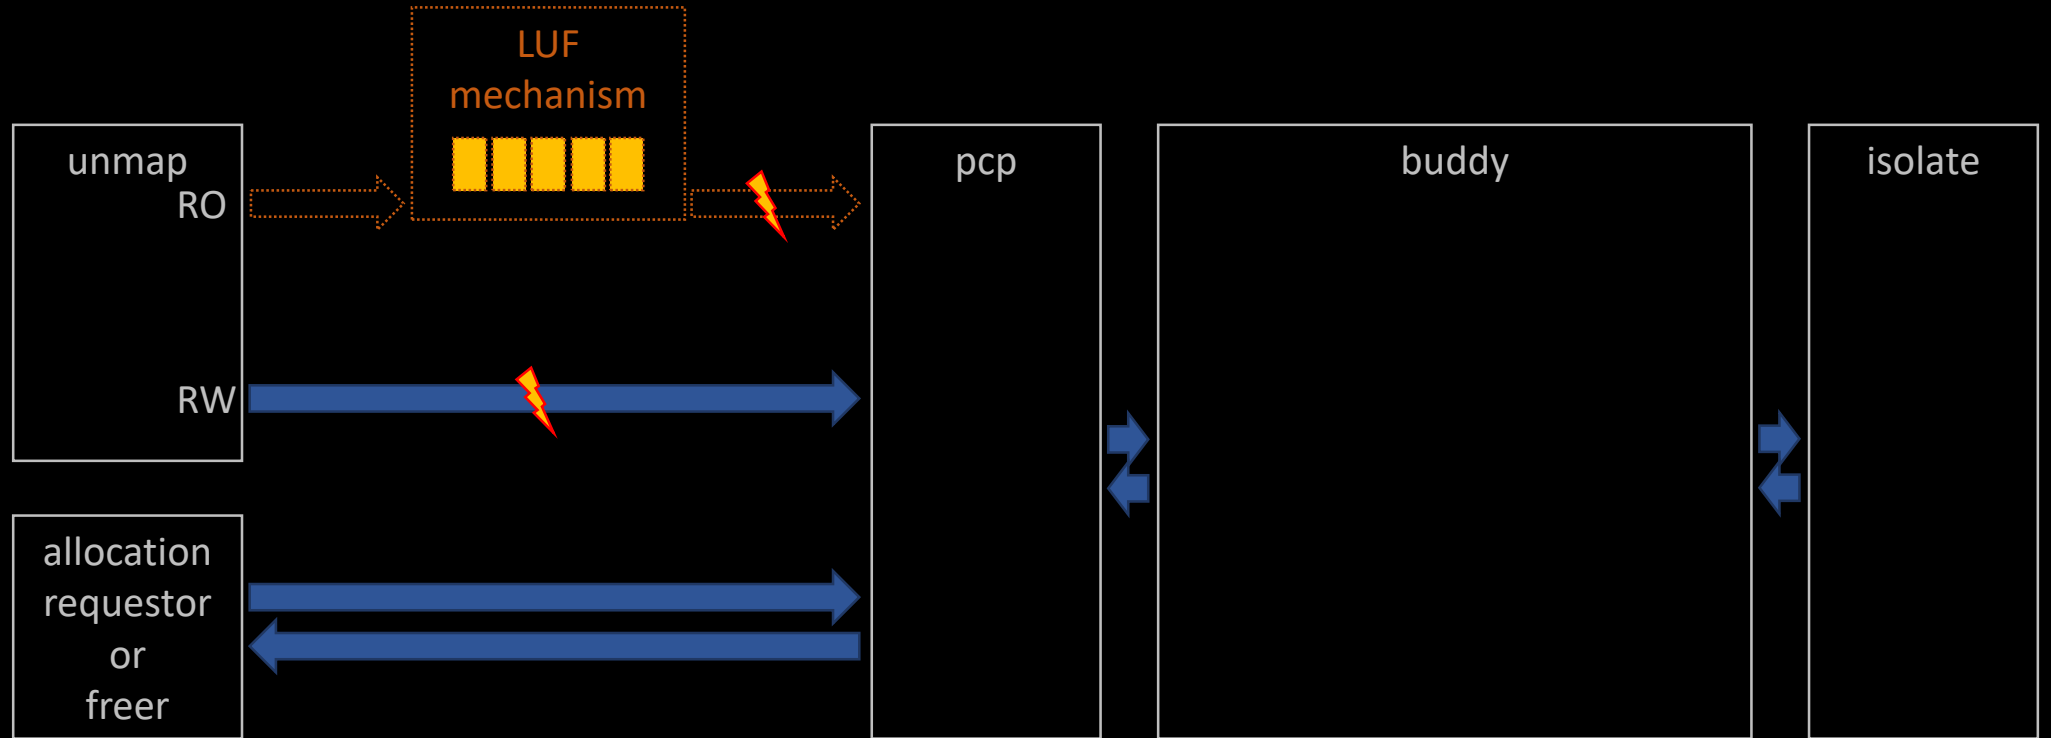 LUF
mechanism
unmap
RO
RW
pcp
buddy
isolate
allocation
requestor
or
freer